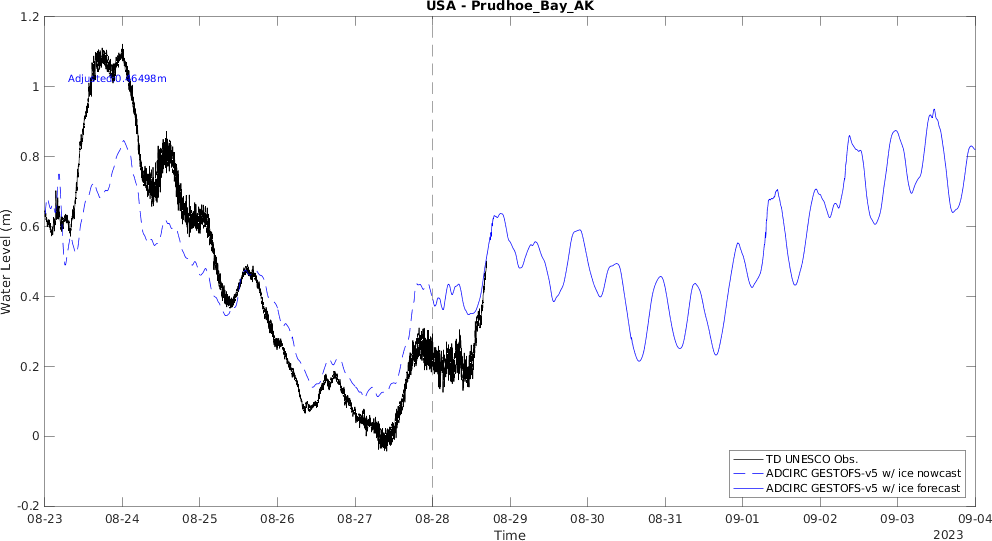 USA - Prudhoe_Bay_AK
1.2
1
0.8
0.6
0.4
0.2
0
-0.2
Water Level (m)
Adjusted 0.46498m
TD UNESCO Obs.
ADCIRC GESTOFS-v5 w/ ice nowcast
ADCIRC GESTOFS-v5 w/ ice forecast
08-23 08-24 08-25 08-26 08-27 08-28 08-29 08-30 08-31 09-01 09-02 09-03 09-04
Time
2023